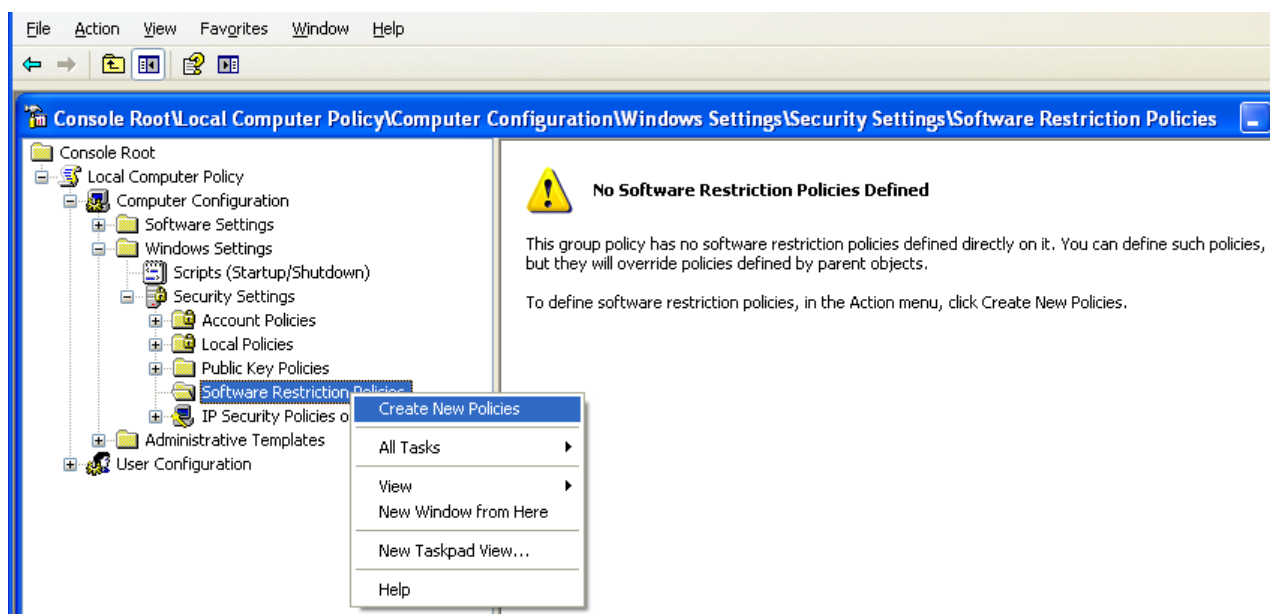 File Action View Favorites Window Help
Console Root\Local Computer Policy\Computer Configuration\Windows Settings\Security Settings\Software Restriction Policies
Console Root
Local Computer Policy
Computer Configuration
Software Settings
Windows Settings
Scripts (Startup/Shutdown)
Security Settings
Account Policies
Local Policies
Public Key Policies
Software Restriction Policies
IP Security Policies o
Administrative Templates
User Configuration
Create New Policies
All Tasks
View
New Window from Here
New Taskpad View...
Help
No Software Restriction Policies Defined
This group policy has no software restriction policies defined directly on it. You can define such policies,
but they will override policies defined by parent objects.
To define software restriction policies, in the Action menu, click Create New Policies.